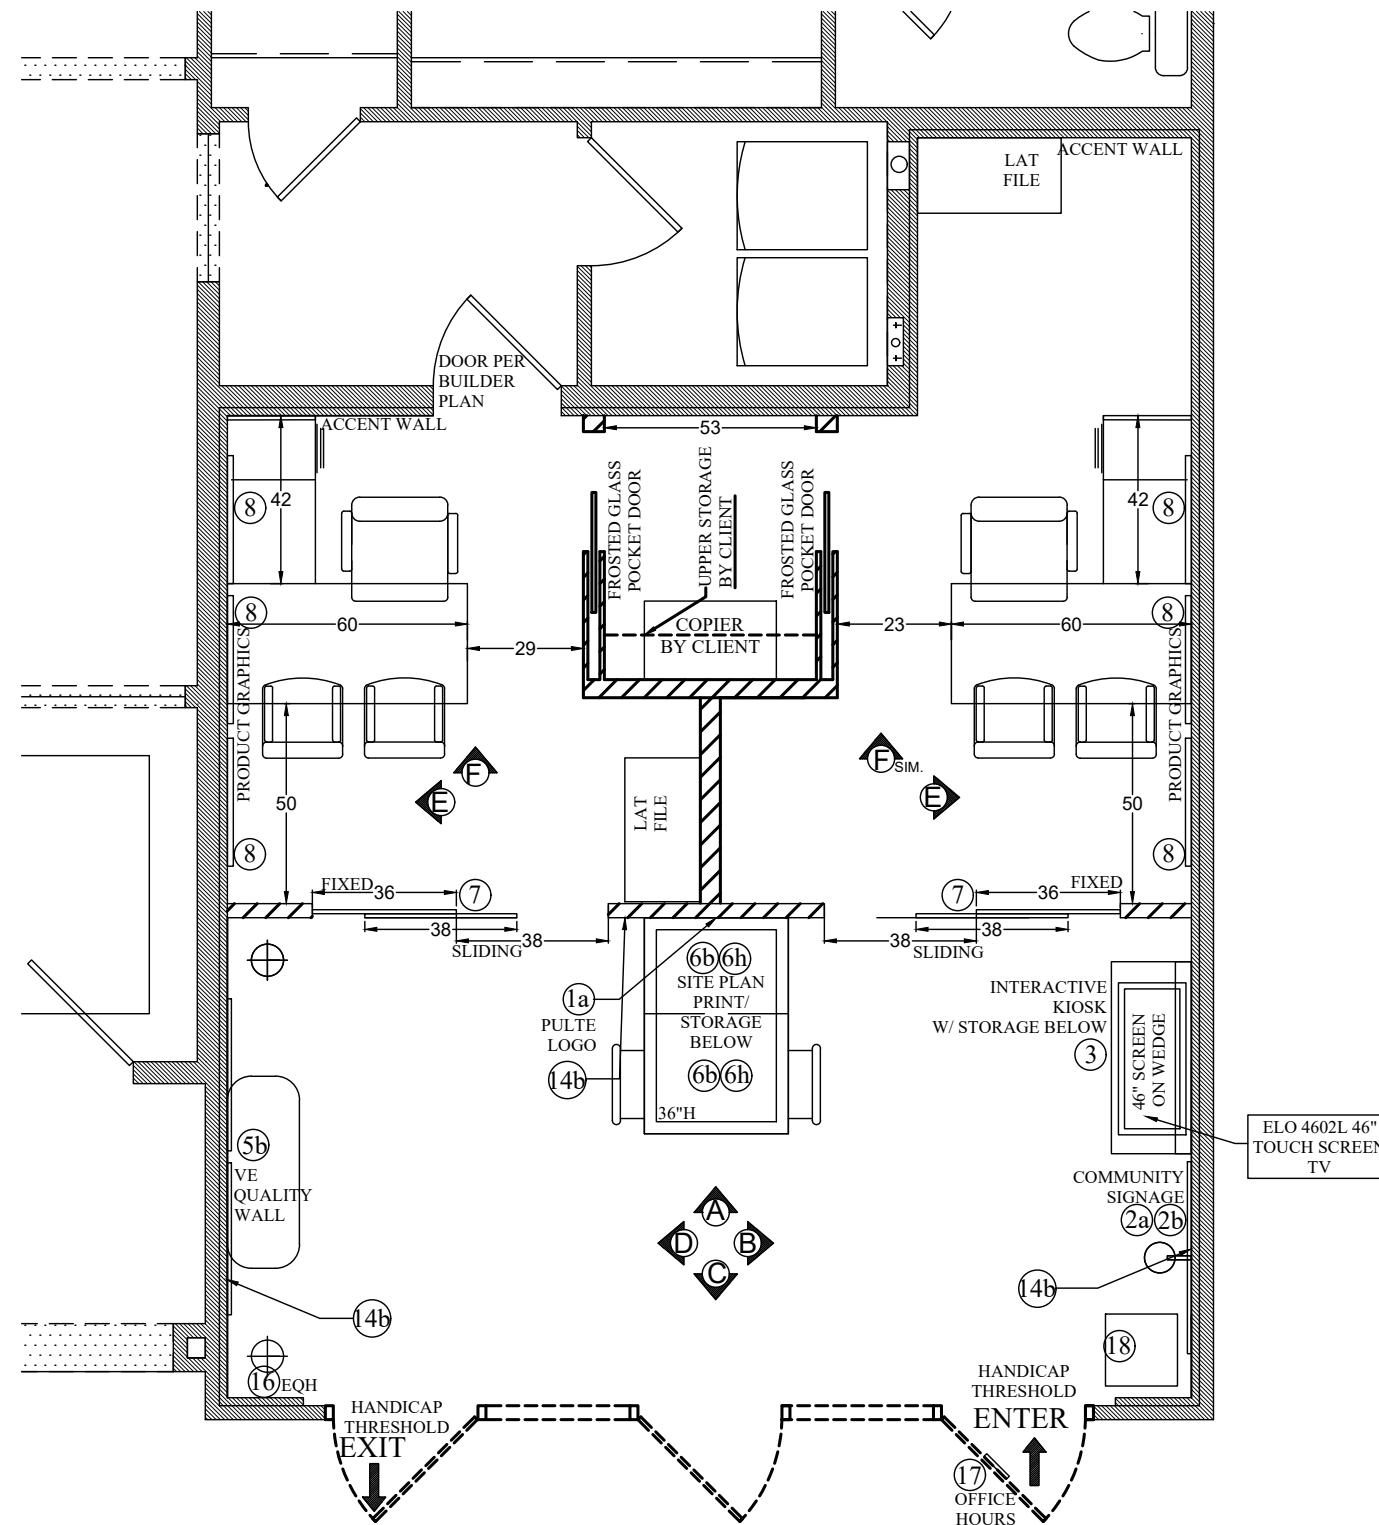 LAT
FILE
ACCENT WALL
DOOR PER
BUILDER
PLAN
ACCENT WALL
53
FROSTED GLASS
POCKET DOOR
UPPER STORAGE
BY CLIENT
FROSTED GLASS
POCKET DOOR
8
42
42
8
8
60
COPIER
BY CLIENT
29
23
60
8
PRODUCT GRAPHICS
PRODUCT GRAPHICS
F
E
F
SIM.
E
50
LAT
FILE
50
8
8
FIXED
36
7
38
38
SLIDING
7
36
FIXED
38
38
SLIDING
6b
6h
SITE PLAN
PRINT/
STORAGE
BELOW
6b
6h
36"H
1a
PULTE
LOGO
14b
INTERACTIVE
KIOSK
W/ STORAGE BELOW
3
46" SCREEN
ON WEDGE
ELO 4602L 46"
TOUCH SCREEN
TV
5b
VE
QUALITY
WALL
COMMUNITY
SIGNAGE
2a
2b
A
D
B
C
14b
14b
18
16
EQH
HANDICAP
THRESHOLD
EXIT
HANDICAP
THRESHOLD
ENTER
17
OFFICE
HOURS